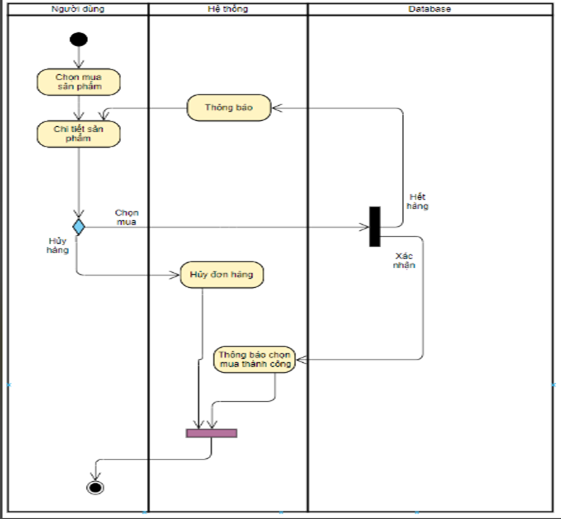 Người dùng
Hệ thống
Database
Chọn mua
sản phẩm
Thông báo
Chi tiết sản
phẩm
Hết
hàng
Chọn
mua
Hủy
hàng
Xác
nhận
Hủy đơn hàng
Thông báo chọn
mua thành công